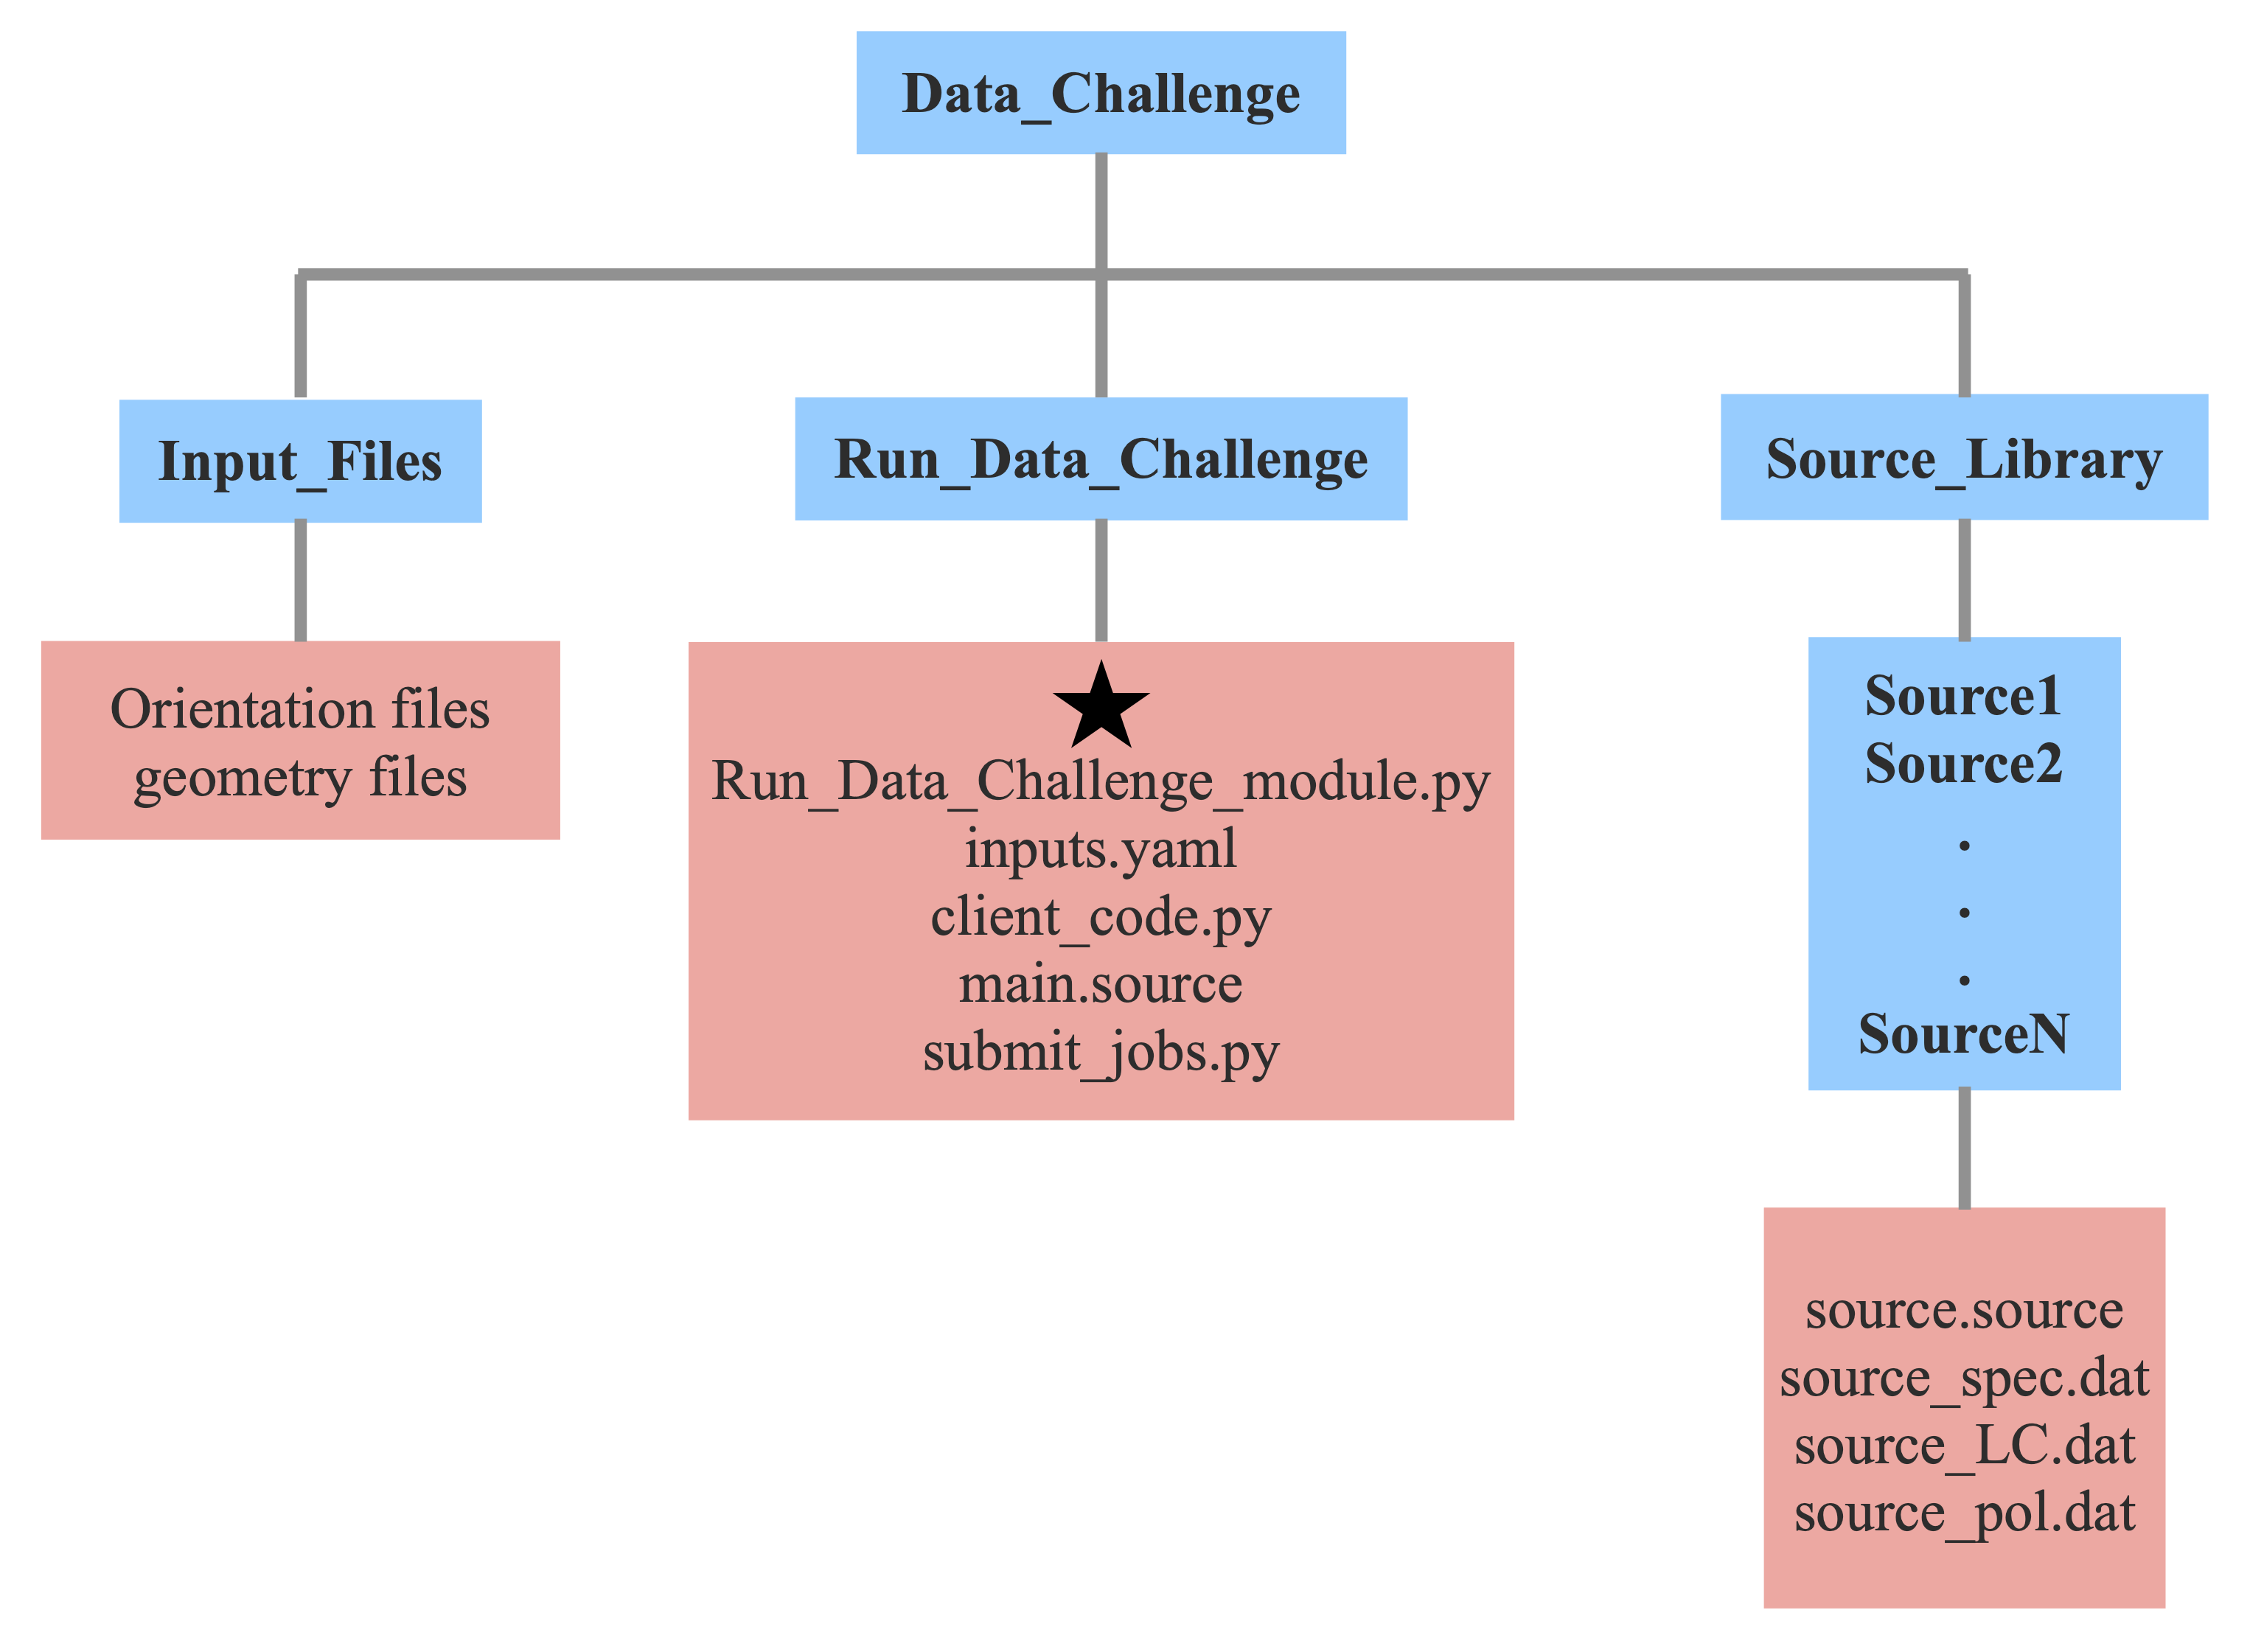 Data_Challenge
Input_Files
Run_Data_Challenge
Source_Library
Orientation files
geometry files
Run_Data_Challenge_module.py
inputs.yaml
client_code.py
main.source
submit_jobs.py
Source1
Source2
.
.
.
SourceN
source.source
source_spec.dat
source_LC.dat
source_pol.dat